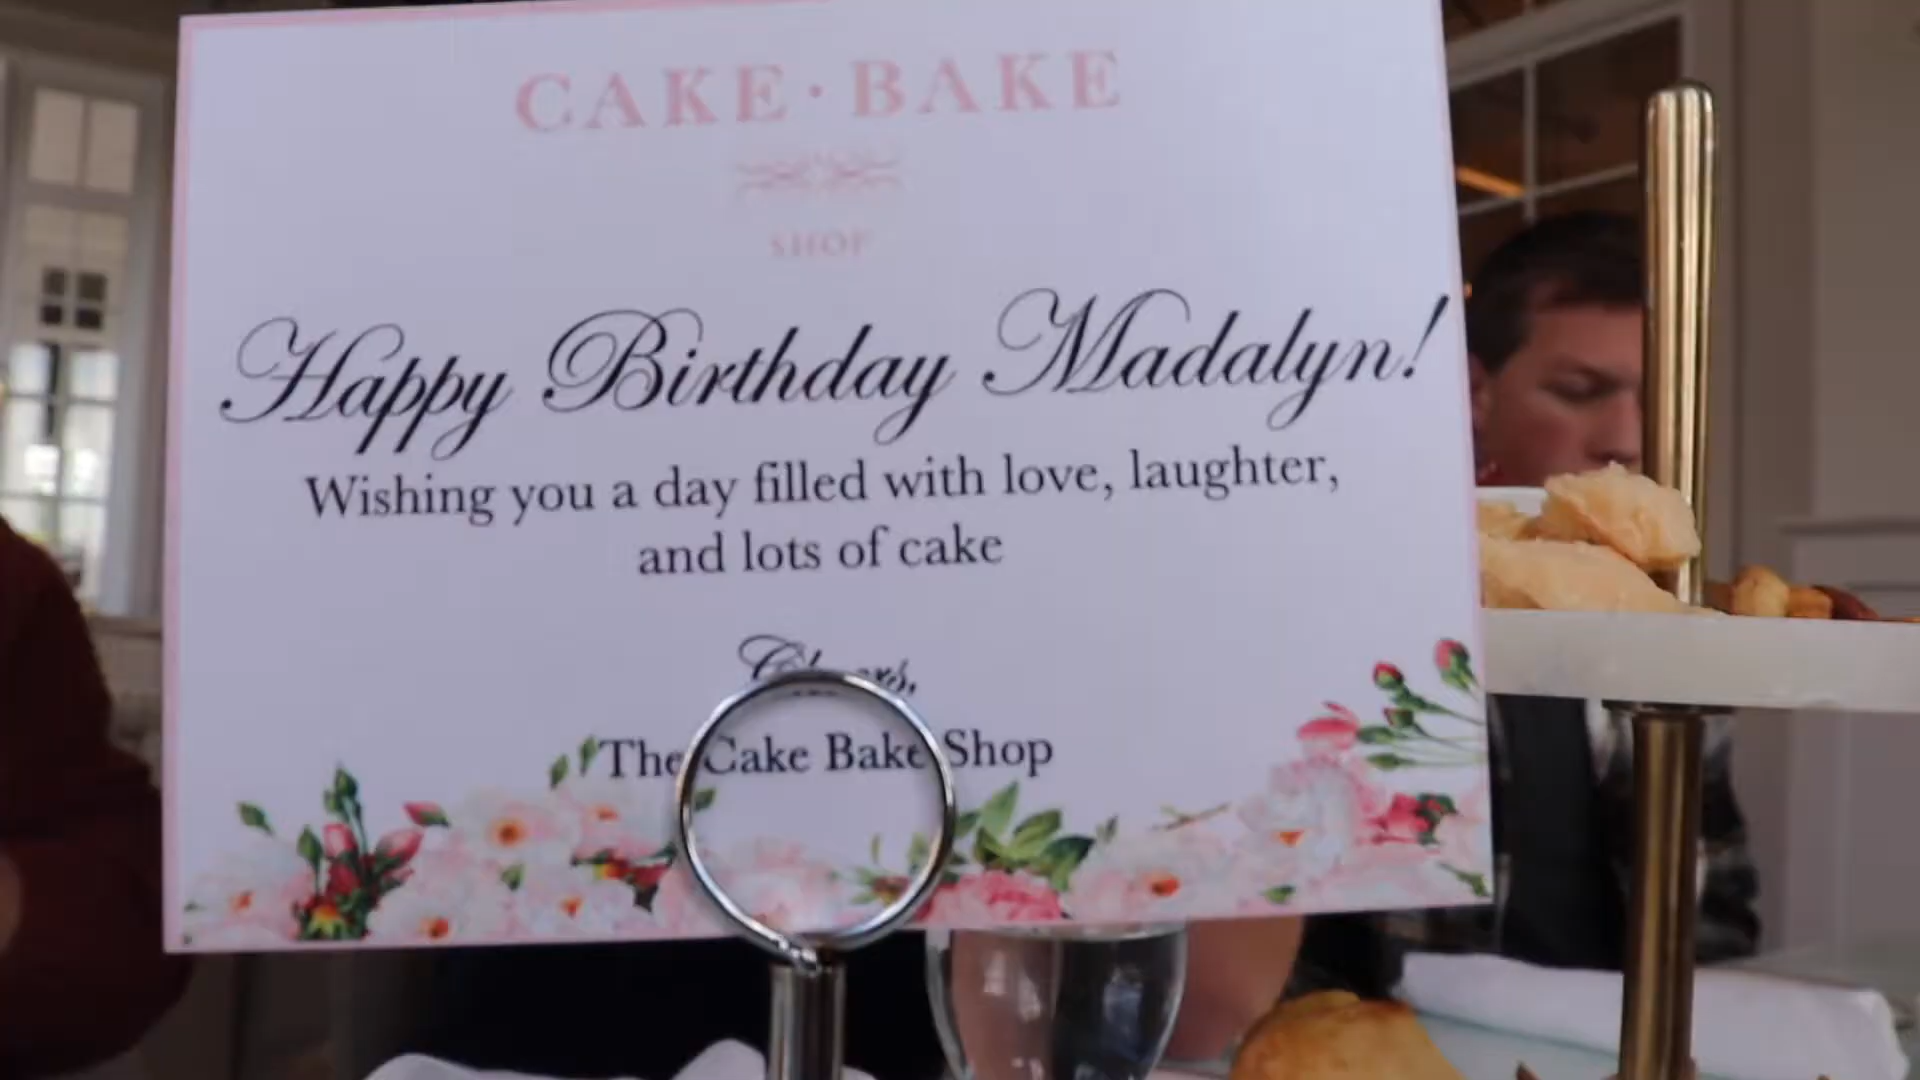 CAKE · BAKE
SHOP
Happy Birthday Madalyn!
Wishing you a day filled with love, laughter,
and lots of cake
Cheers,
The Cake Bake Shop